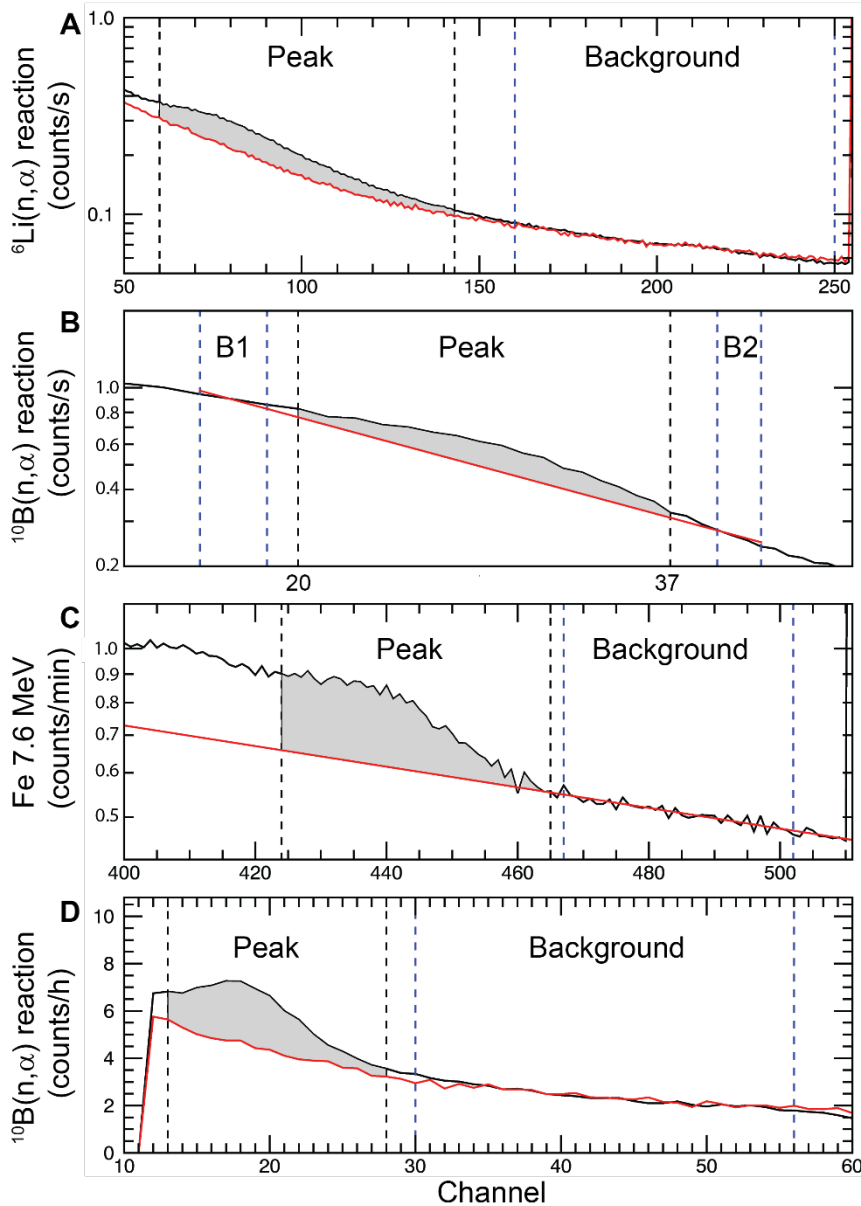 A
Peak
Background
⁶Li(n,α) reaction
(counts/s)
1.0
0.1
50
100
150
200
250
B
B1
Peak
B2
¹⁰B(n,α) reaction
(counts/s)
1.0
0.8
0.6
0.4
0.2
20
37
C
Peak
Background
Fe 7.6 MeV
(counts/min)
1.0
0.9
0.7
0.6
0.5
400
420
440
460
480
500
D
Peak
Background
¹⁰B(n,α) reaction
(counts/h)
10
8
6
4
2
0
10
20
30
40
50
60
Channel